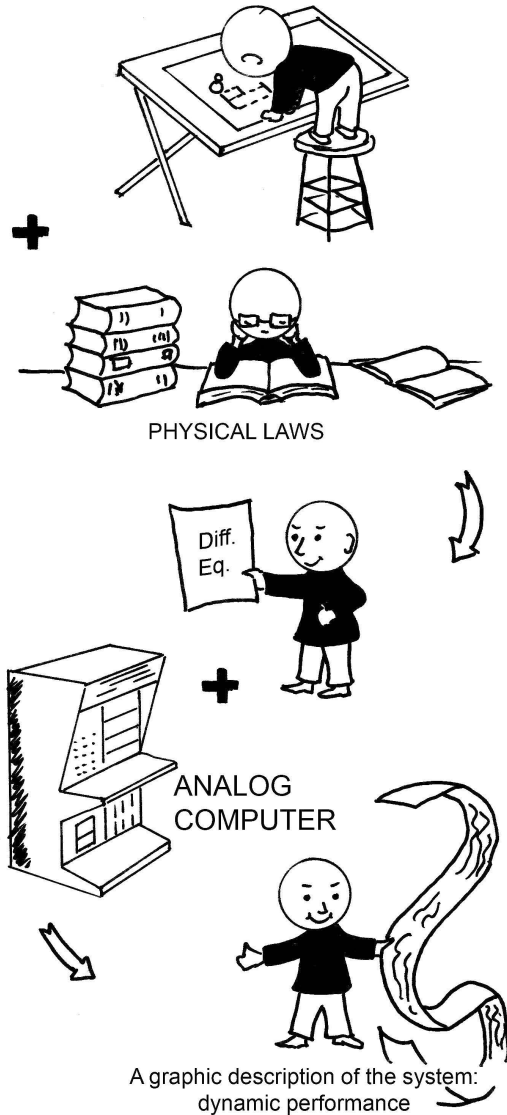 PHYSICAL LAWS
Diff.
Eq.
ANALOG
COMPUTER
A graphic description of the system:
dynamic performance